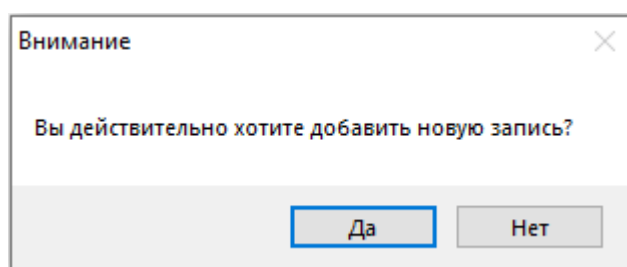 Внимание
Вы действительно хотите добавить новую запись?
Да
Нет